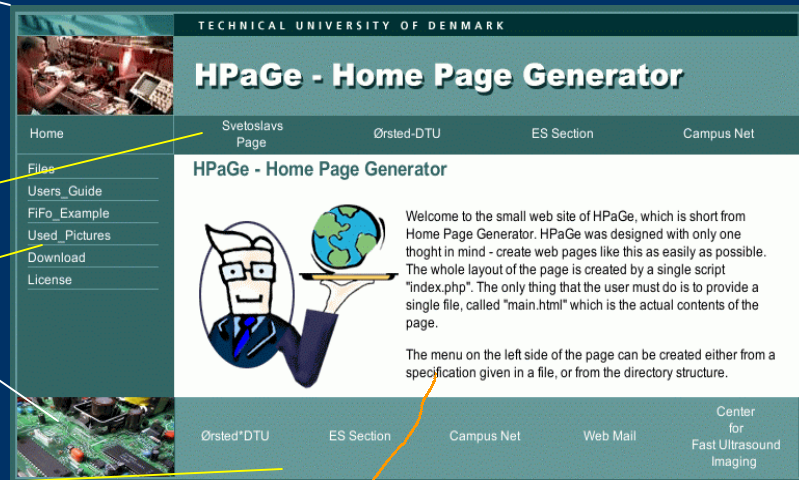 TECHNICAL UNIVERSITY OF DENMARK
HPaGe - Home Page Generator
Home
Svetoslavs
Page
Ørsted-DTU
ES Section
Campus Net
Files
Users_Guide
FiFo_Example
Used_Pictures
Download
License
HPaGe - Home Page Generator
Welcome to the small web site of HPaGe, which is short from
Home Page Generator. HPaGe was designed with only one
thoght in mind - create web pages like this as easily as possible.
The whole layout of the page is created by a single script
"index.php". The only thing that the user must do is to provide a
single file, called "main.html" which is the actual contents of the
page.
The menu on the left side of the page can be created either from a
specification given in a file, or from the directory structure.
Ørsted*DTU
ES Section
Campus Net
Web Mail
Center
for
Fast Ultrasound
Imaging